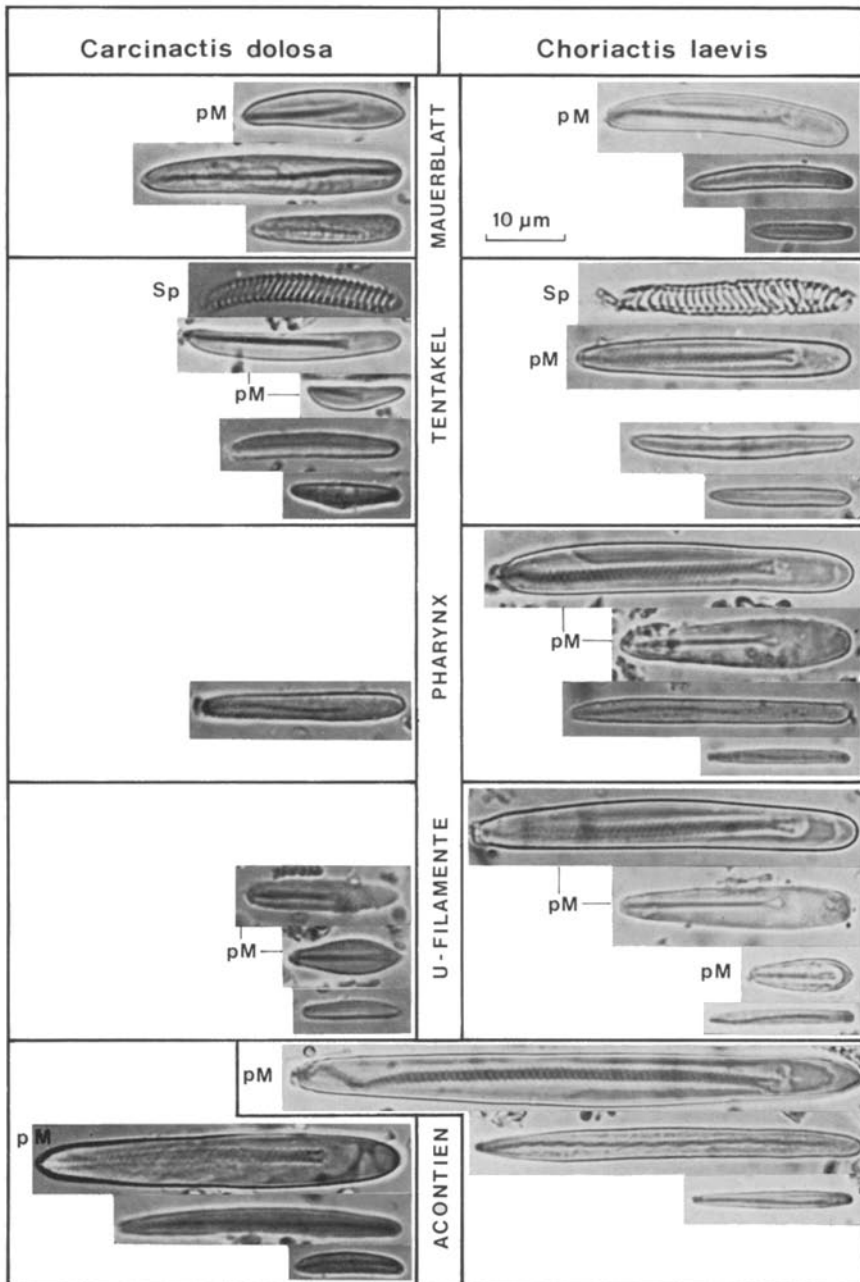 Carcinactis dolosa
Choriactis laevis
MAUERBLATT
pM
pM
10 µm
TENTAKEL
Sp
pM
Sp
pM
PHARYNX
pM
U-FILAMENTE
pM
pM
pM
ACONTIEN
pM
pM